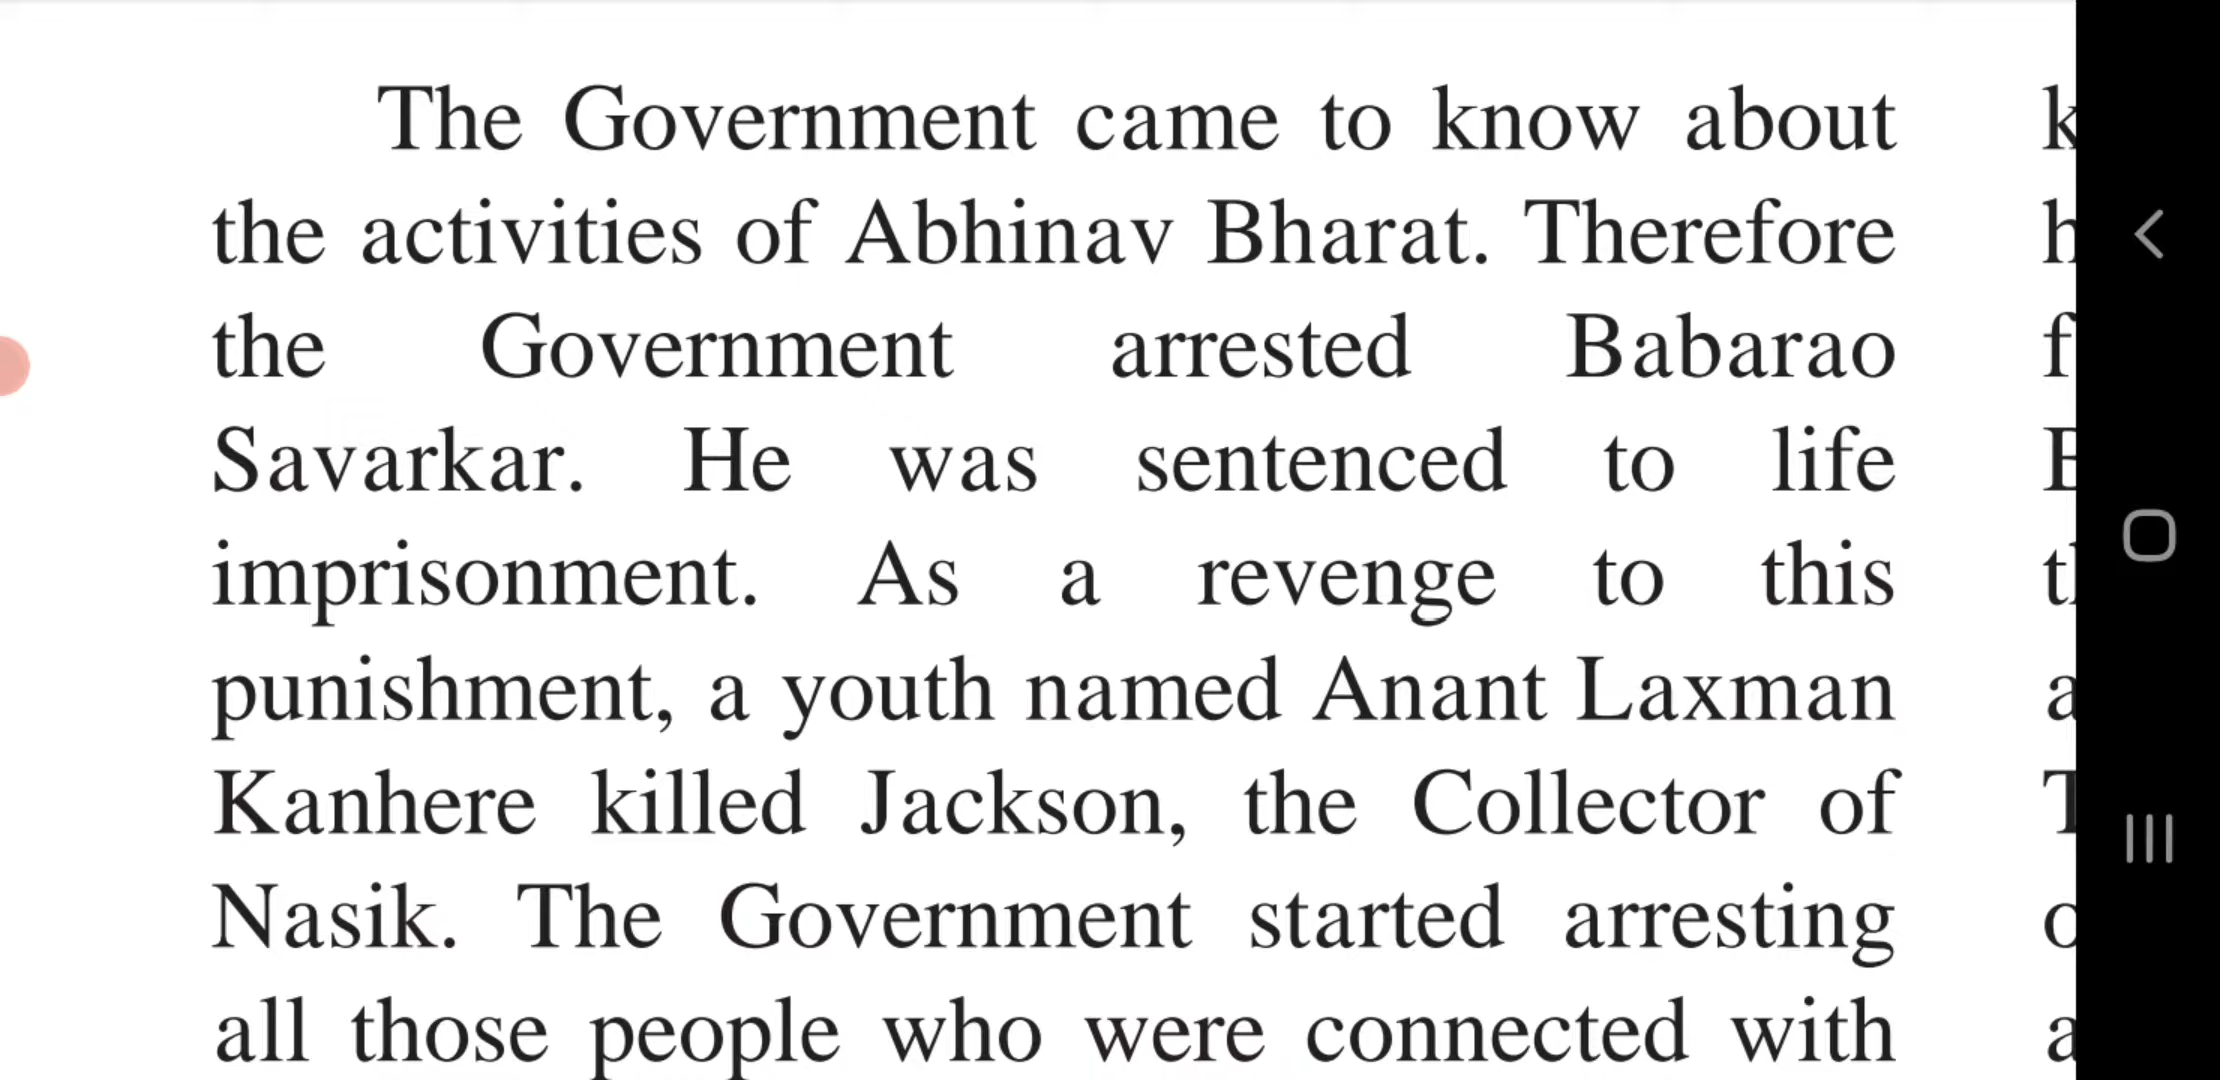 The Government came to know about
the activities of Abhinav Bharat. Therefore
the Government arrested Babarao
Savarkar. He was sentenced to life
imprisonment. As a revenge to this
punishment, a youth named Anant Laxman
Kanhere killed Jackson, the Collector of
Nasik. The Government started arresting
all those people who were connected with